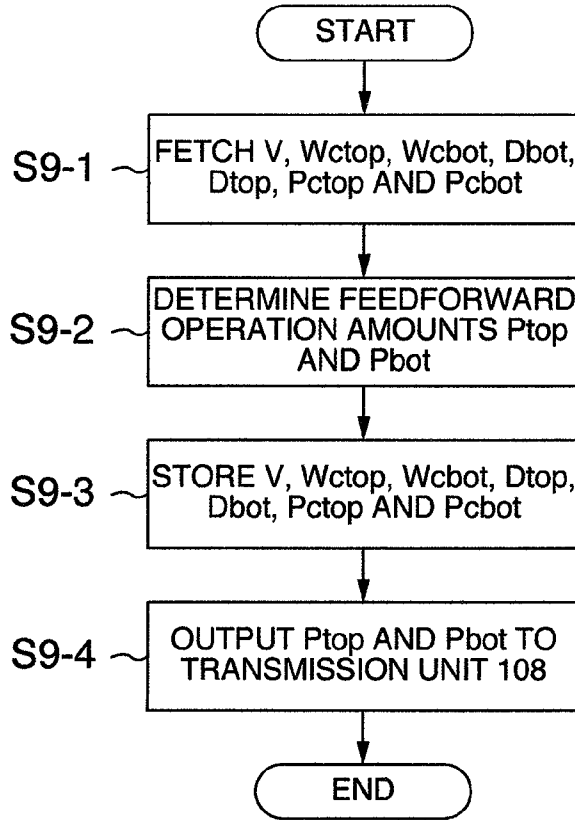 START
S9-1
FETCH V, Wctop, Wcbot, Dbot,
Dtop, Pctop AND Pcbot
S9-2
DETERMINE FEEDFORWARD
OPERATION AMOUNTS Ptop
AND Pbot
S9-3
STORE V, Wctop, Wcbot, Dtop,
Dbot, Pctop AND Pcbot
S9-4
OUTPUT Ptop AND Pbot TO
TRANSMISSION UNIT 108
END